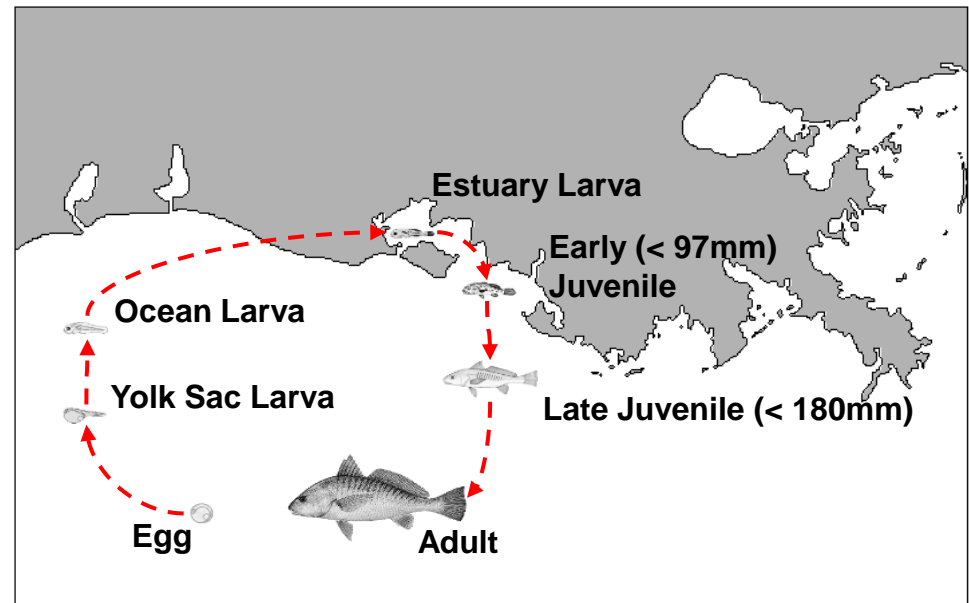 Estuary Larva
Early (< 97mm)
Juvenile
Ocean Larva
Yolk Sac Larva
Late Juvenile (< 180mm)
Egg
Adult